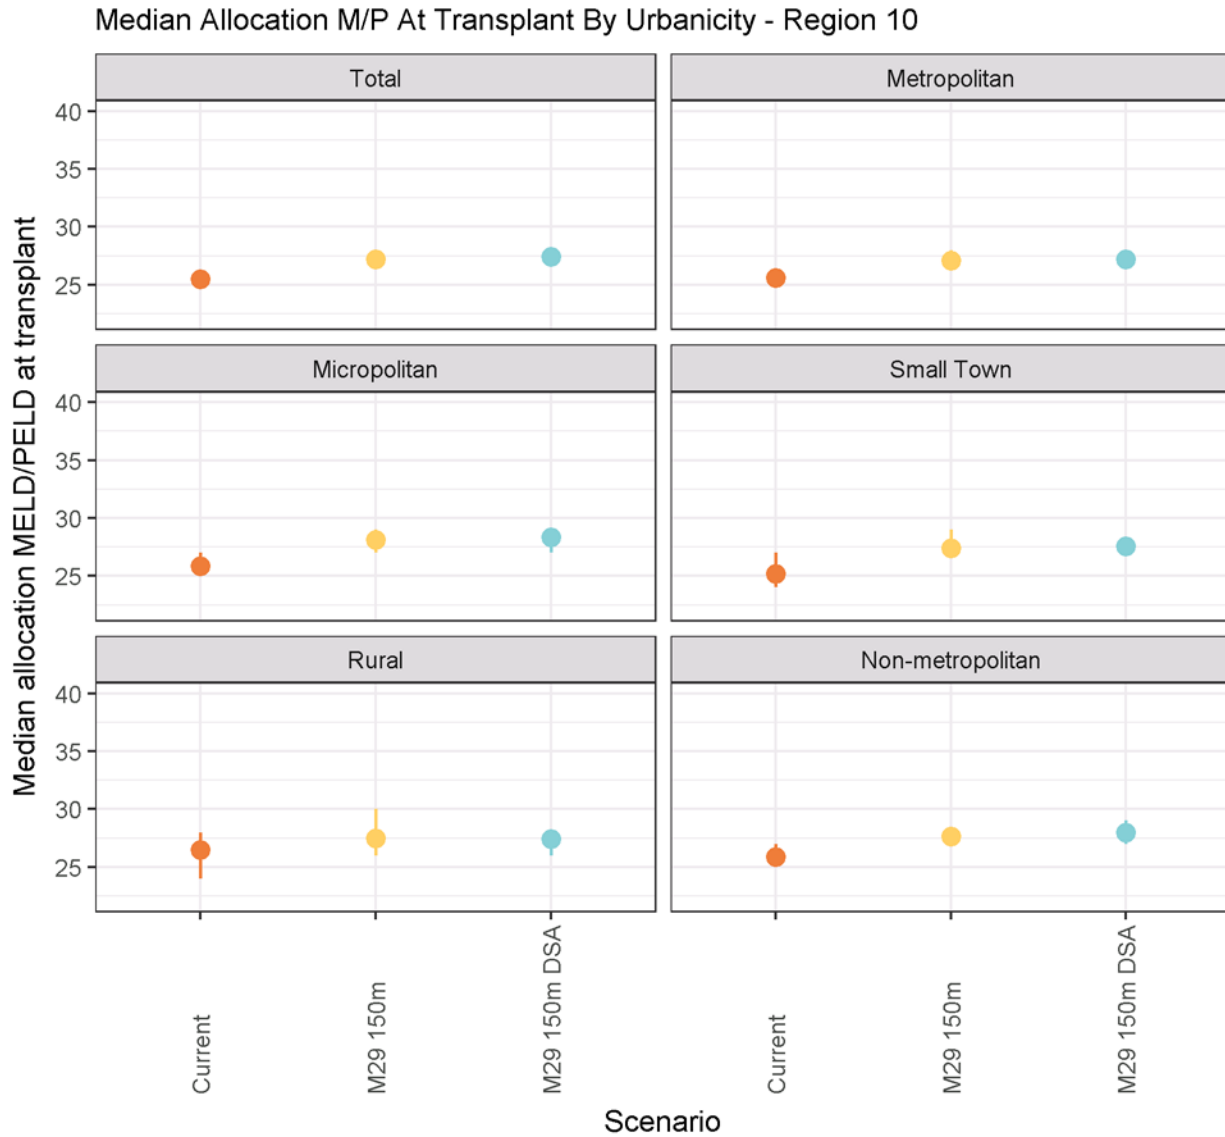 Median Allocation M/P At Transplant By Urbanicity - Region 10
Median allocation MELD/PELD at transplant
Total
Metropolitan
40
35
30
25
Micropolitan
Small Town
40
35
30
25
Rural
Non-metropolitan
40
35
30
25
Current
M29 150m
M29 150m DSA
Current
M29 150m
M29 150m DSA
Scenario